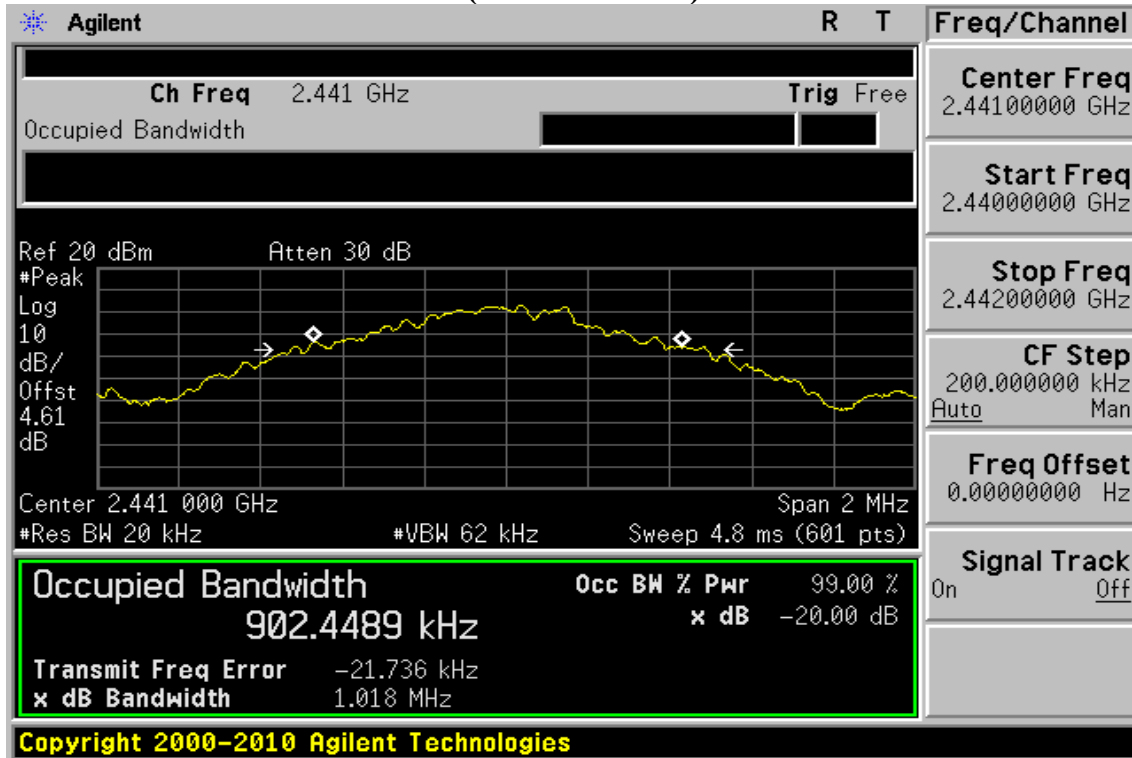 Agilent R T
Freq/Channel
Ch Freq 2.441 GHz Trig Free
Occupied Bandwidth
Center Freq
2.44100000 GHz
Start Freq
2.44000000 GHz
Stop Freq
2.44200000 GHz
CF Step
200.000000 kHz
Auto Man
Freq Offset
0.00000000 Hz
Signal Track
On Off
Ref 20 dBm Atten 30 dB
#Peak
Log
10
dB/
Offst
4.61
dB
Center 2.441 000 GHz Span 2 MHz
#Res BW 20 kHz #VBW 62 kHz Sweep 4.8 ms (601 pts)
Occupied Bandwidth
902.4489 kHz
Occ BW % Pwr 99.00 %
x dB -20.00 dB
Transmit Freq Error -21.736 kHz
x dB Bandwidth 1.018 MHz
Copyright 2000-2010 Agilent Technologies